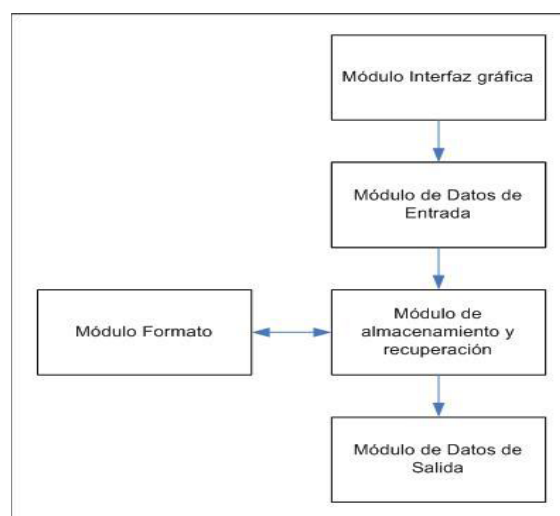 Módulo Interfaz gráfica
Módulo de Datos de
Entrada
Módulo Formato
Módulo de
almacenamiento y
recuperación
Módulo de Datos de
Salida